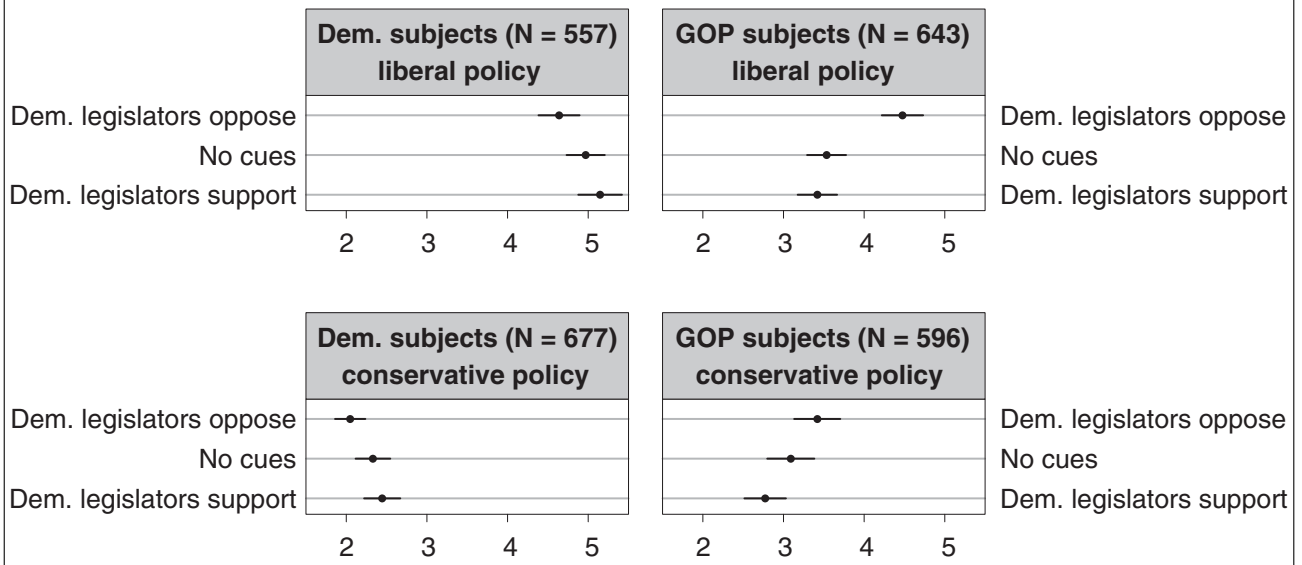 Dem. subjects (N = 557)
liberal policy
GOP subjects (N = 643)
liberal policy
Dem. legislators oppose
No cues
Dem. legislators support
Dem. legislators oppose
No cues
Dem. legislators support
2 3 4 5
2 3 4 5
Dem. subjects (N = 677)
conservative policy
GOP subjects (N = 596)
conservative policy
Dem. legislators oppose
No cues
Dem. legislators support
Dem. legislators oppose
No cues
Dem. legislators support
2 3 4 5
2 3 4 5